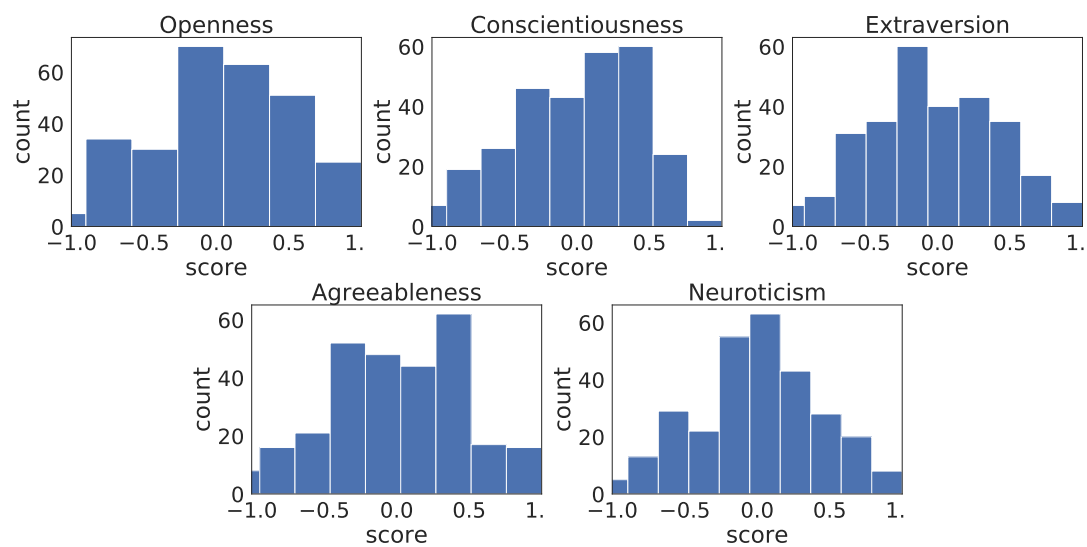 Openness Conscientiousness Extraversion
count 60 40 20 0 count 60 40 20 0 count 60 40 20 0
−1.0 −0.5 0.0 0.5 1. −1.0 −0.5 0.0 0.5 1. −1.0 −0.5 0.0 0.5 1.
score score score
Agreeableness Neuroticism
count 60 40 20 0 count 60 40 20 0
−1.0 −0.5 0.0 0.5 1. −1.0 −0.5 0.0 0.5 1.
score score